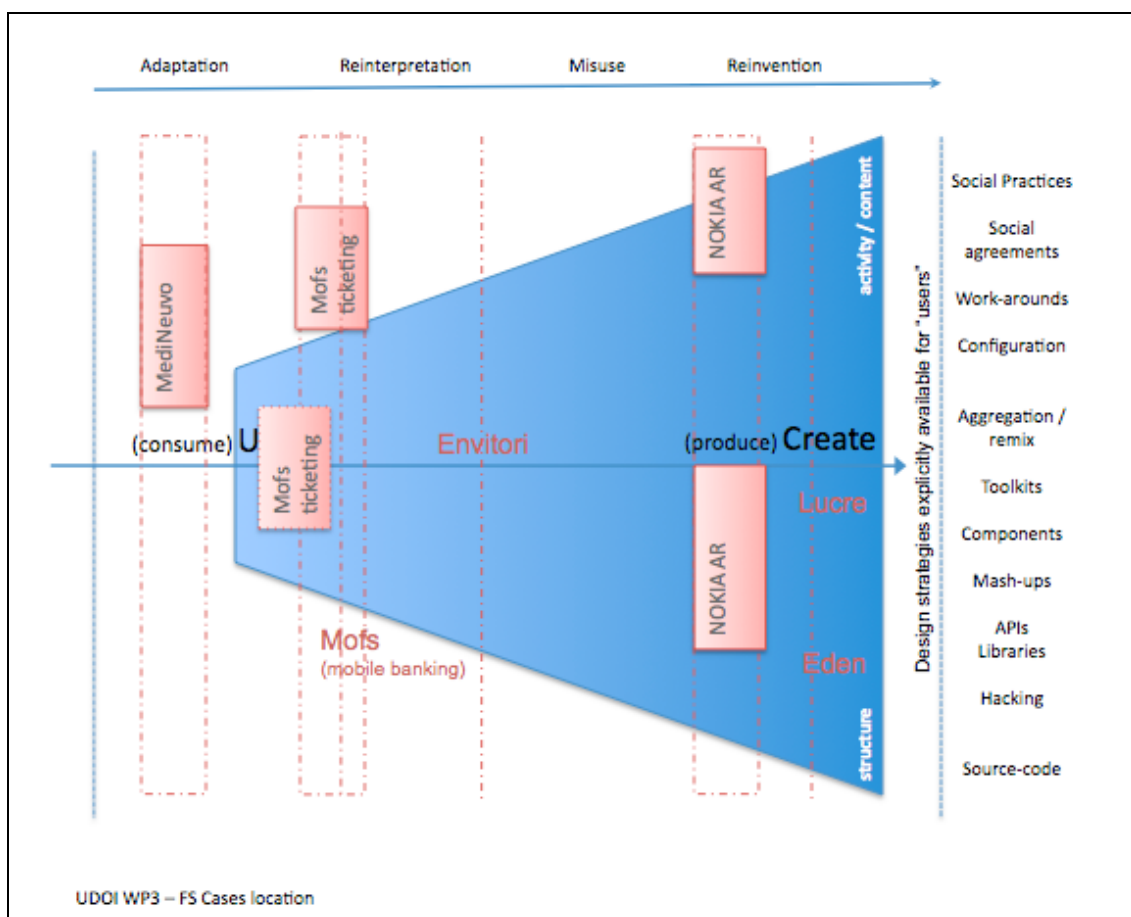 Adaptation
Reinterpretation
Misuse
Reinvention
MediNeuvo
Mofs
ticketing
NOKIA AR
activity / content
(consume) U
Mofs
ticketing
Envitori
(produce) Create
NOKIA AR
Lucre
Eden
Mofs
(mobile banking)
structure
Design strategies explicitly available for "users"
Social Practices
Social
agreements
Work-arounds
Configuration
Aggregation /
remix
Toolkits
Components
Mash-ups
APIs
Libraries
Hacking
Source-code
UDOI WP3 – FS Cases location